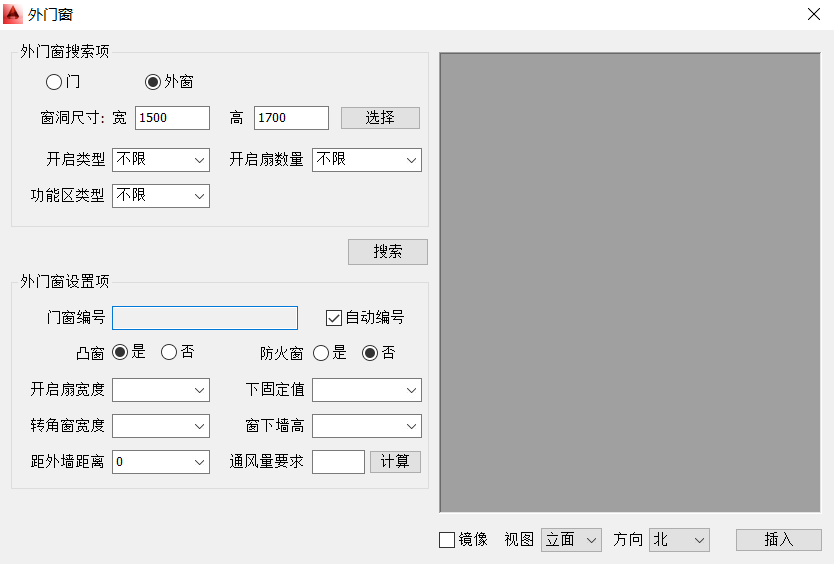 外门窗
外门窗搜索项
门 外窗
窗洞尺寸: 宽 1500 高 1700 选择
开启类型 不限 开启扇数量 不限
功能区类型 不限
搜索
外门窗设置项
门窗编号 自动编号
凸窗 是 否 防火窗 是 否
开启扇宽度 下固定值
转角窗宽度 窗下墙高
距外墙距离 0 通风量要求 计算
镜像 视图 立面 方向 北 插入